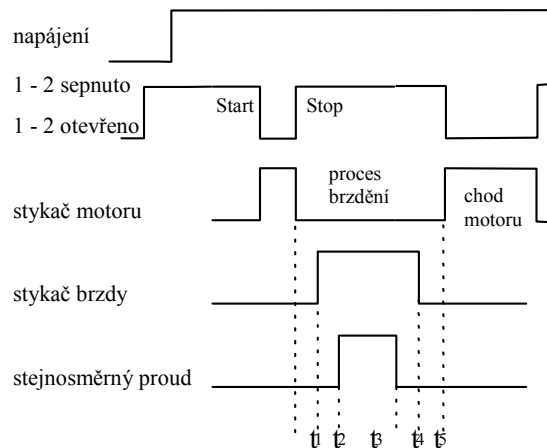 napájení
1 - 2 sepnuto
Start
Stop
1 - 2 otevřeno
proces
brzdění
chod
motoru
stykač motoru
stykač brzdy
stejnosměrný proud
t1 t2 t3 t4 t5